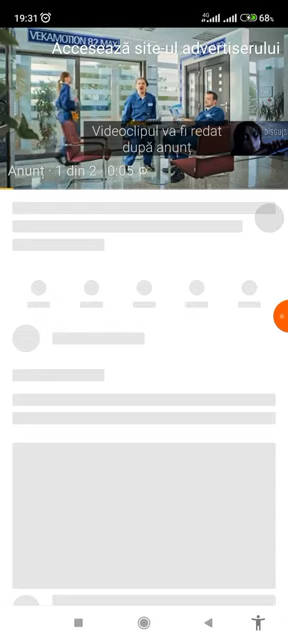 19:31
4G
68%
VEKAMOTION 82 MAX
Accesează site-ul advertiserului
Videoclipul va fi redat
după anunț
Anunț · 1 din 2 · 0:05